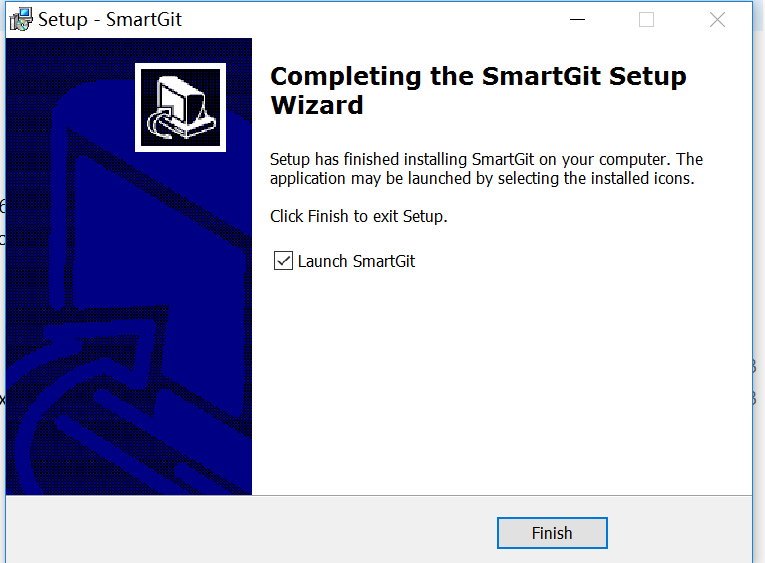 Setup - SmartGit
Completing the SmartGit Setup
Wizard
Setup has finished installing SmartGit on your computer. The
application may be launched by selecting the installed icons.
Click Finish to exit Setup.
Launch SmartGit
Finish